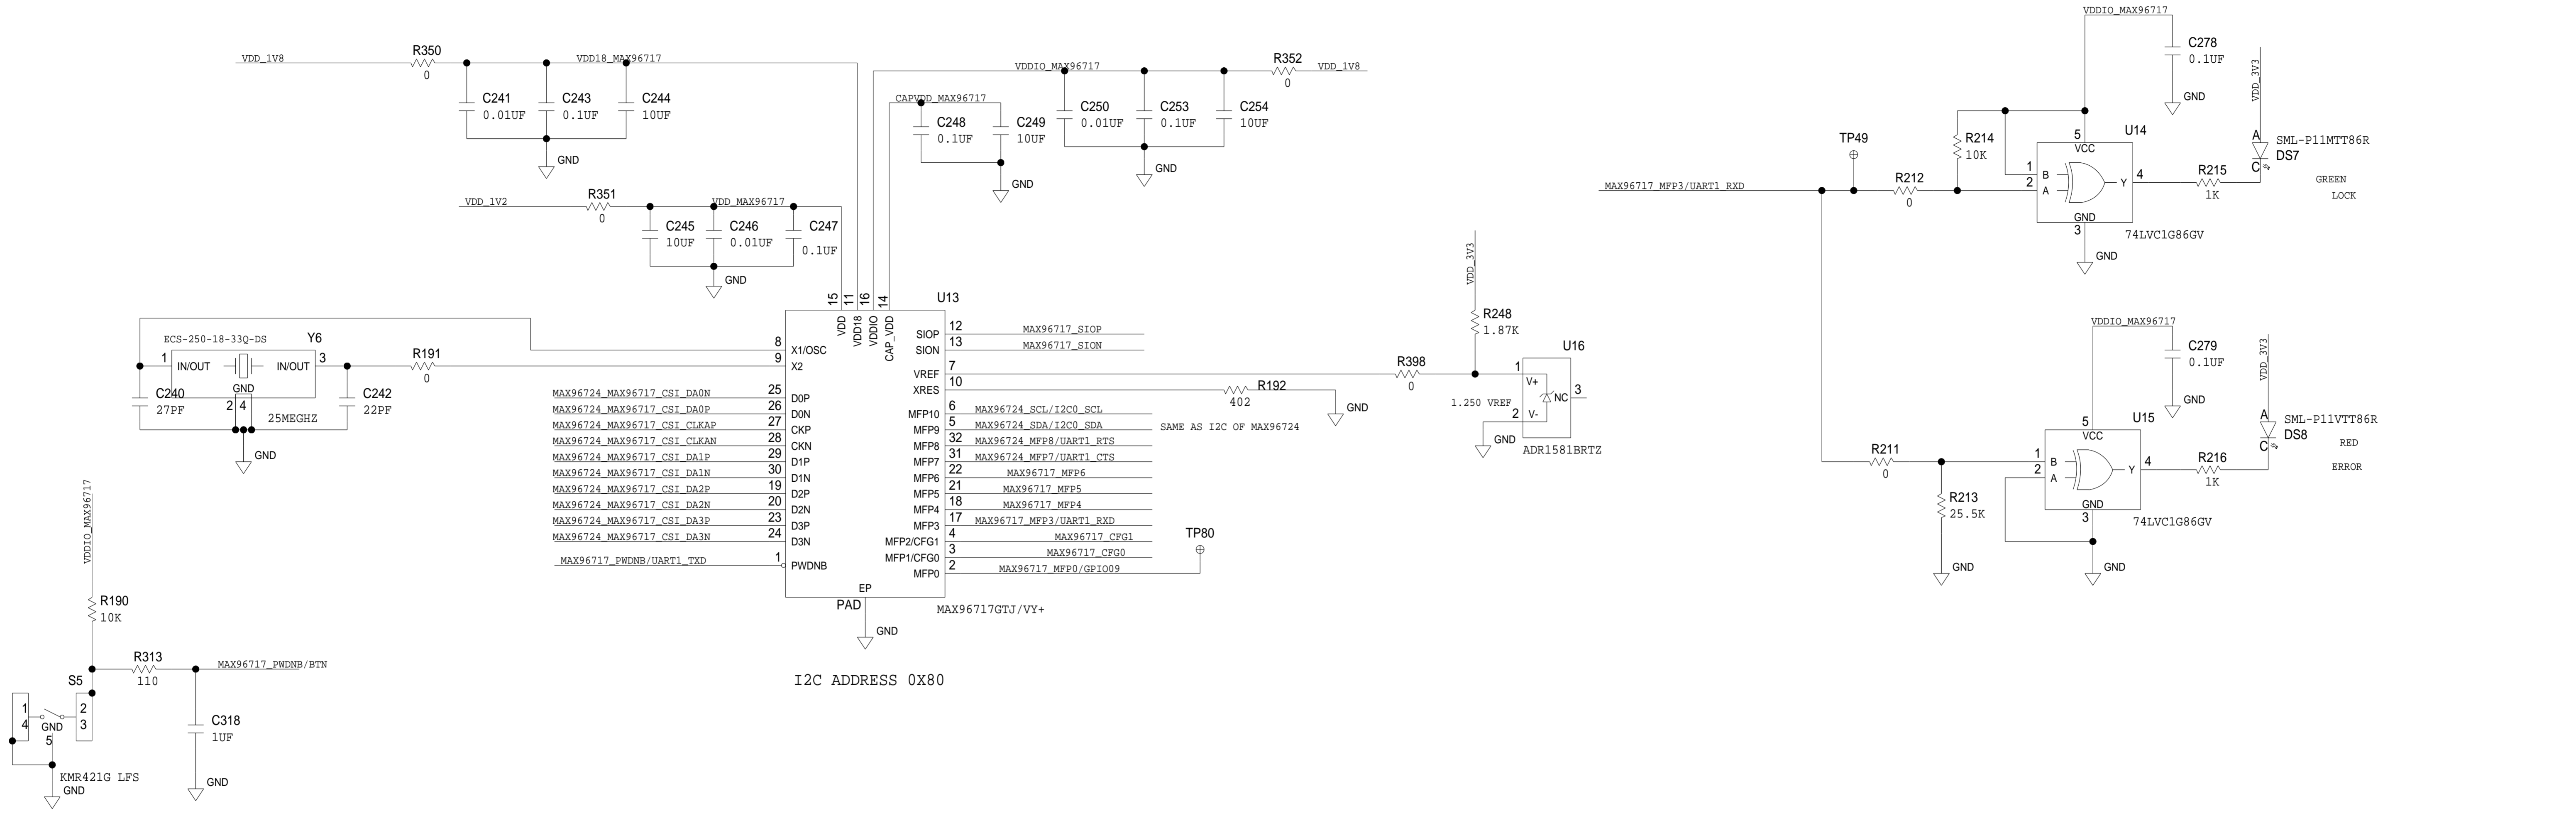 VDD_1V8
R350
0
VDD18_MAX96717
C241
0.01UF
C243
0.1UF
C244
10UF
GND
VDDIO_MAX96717
R352
0
VDD_1V8
CAPVDD_MAX96717
C248
0.1UF
C249
10UF
GND
C250
0.01UF
C253
0.1UF
C254
10UF
GND
VDD_1V2
R351
0
VDD_MAX96717
C245
10UF
C246
0.01UF
C247
0.1UF
GND
ECS-250-18-33Q-DS
Y6
1
IN/OUT
IN/OUT
3
GND
2
4
25MEGHZ
C240
27PF
C242
22PF
GND
R191
0
U13
15
11
16
14
VDD
VDD18
VDDIO
CAP_VDD
8
X1/OSC
9
X2
MAX96724_MAX96717_CSI_DA0N
25
D0P
MAX96724_MAX96717_CSI_DA0P
26
D0N
MAX96724_MAX96717_CSI_CLKAP
27
CKP
MAX96724_MAX96717_CSI_CLKAN
28
CKN
MAX96724_MAX96717_CSI_DA1P
29
D1P
MAX96724_MAX96717_CSI_DA1N
30
D1N
MAX96724_MAX96717_CSI_DA2P
19
D2P
MAX96724_MAX96717_CSI_DA2N
20
D2N
MAX96724_MAX96717_CSI_DA3P
23
D3P
MAX96724_MAX96717_CSI_DA3N
24
D3N
MAX96717_PWDNB/UART1_TXD
1
PWDNB
EP
PAD
GND
MAX96717GTJ/VY+
SIOP
12
MAX96717_SIOP
SION
13
MAX96717_SION
VREF
7
XRES
10
R192
402
GND
MFP10
6
MAX96724_SCL/I2C0_SCL
MFP9
5
MAX96724_SDA/I2C0_SDA
SAME AS I2C OF MAX96724
MFP8
32
MAX96724_MFP8/UART1_RTS
MFP7
31
MAX96724_MFP7/UART1_CTS
MFP6
22
MAX96717_MFP6
MFP5
21
MAX96717_MFP5
MFP4
18
MAX96717_MFP4
MFP3
17
MAX96717_MFP3/UART1_RXD
MFP2/CFG1
4
MAX96717_CFG1
MFP1/CFG0
3
MAX96717_CFG0
MFP0
2
MAX96717_MFP0/GPIO09
TP80
R398
0
VDD_3V3
R248
1.87K
U16
1
V+
2
V-
NC
3
1.250 VREF
GND
ADR1581BRTZ
I2C ADDRESS 0X80
VDDIO_MAX96717
R190
10K
R313
110
MAX96717_PWDNB/BTN
S5
1
4
GND
5
2
3
C318
1UF
GND
KMR421G LFS
GND
MAX96717_MFP3/UART1_RXD
TP49
R212
0
R214
10K
VDDIO_MAX96717
C278
0.1UF
GND
U14
5
VCC
1
B
2
A
Y
4
GND
3
74LVC1G86GV
GND
R215
1K
VDD_3V3
A
C
SML-P11MTT86R
DS7
GREEN
LOCK
VDDIO_MAX96717
C279
0.1UF
GND
U15
5
VCC
1
B
2
A
Y
4
GND
3
74LVC1G86GV
GND
R211
0
R213
25.5K
GND
R216
1K
VDD_3V3
A
C
SML-P11VTT86R
DS8
RED
ERROR